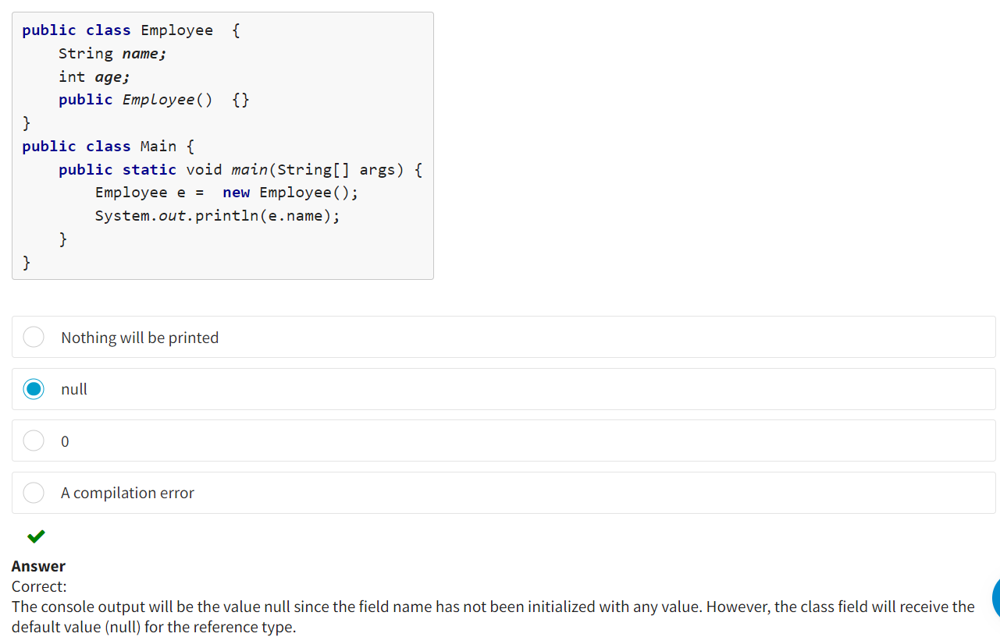 public class Employee  {
    String name;
    int age;
    public Employee()  {}
}
public class Main {
    public static void main(String[] args) {
        Employee e =  new Employee();
        System.out.println(e.name);
    }
}
Nothing will be printed
null
0
A compilation error
Answer
Correct:
The console output will be the value null since the field name has not been initialized with any value. However, the class field will receive the
default value (null) for the reference type.